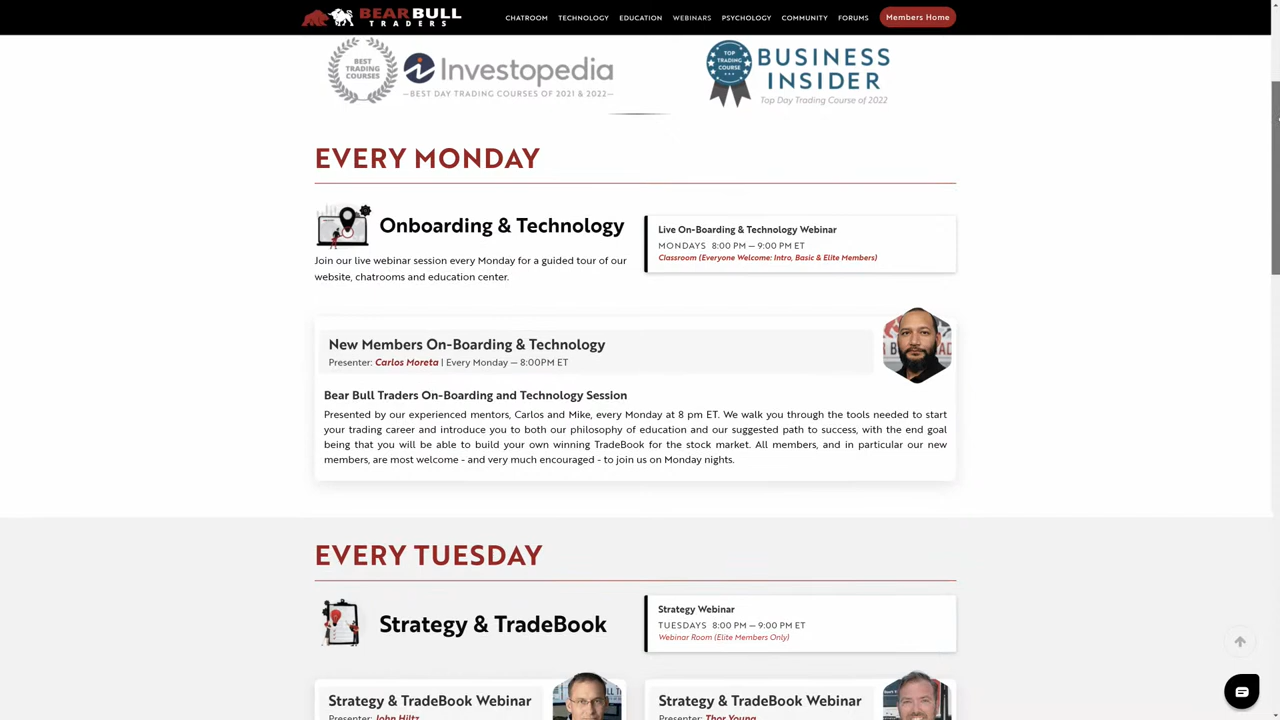 BEAR BULL
TRADERS
CHATROOM TECHNOLOGY EDUCATION WEBINARS PSYCHOLOGY COMMUNITY FORUMS Members Home
BEST
TRADING
COURSES
Investopedia
—BEST DAY TRADING COURSES OF 2021 & 2022—
TOP
TRADING
COURSE
BUSINESS
INSIDER
Top Day Trading Course of 2022
EVERY MONDAY
Onboarding & Technology
Join our live webinar session every Monday for a guided tour of our
website, chatrooms and education center.
Live On-Boarding & Technology Webinar
MONDAYS 8:00 PM — 9:00 PM ET
Classroom (Everyone Welcome: Intro, Basic & Elite Members)
New Members On-Boarding & Technology
Presenter: Carlos Moreta | Every Monday — 8:00PM ET
Bear Bull Traders On-Boarding and Technology Session
Presented by our experienced mentors, Carlos and Mike, every Monday at 8 pm ET. We walk you through the tools needed to start
your trading career and introduce you to both our philosophy of education and our suggested path to success, with the end goal
being that you will be able to build your own winning TradeBook for the stock market. All members, and in particular our new
members, are most welcome - and very much encouraged - to join us on Monday nights.
EVERY TUESDAY
Strategy & TradeBook
Strategy Webinar
TUESDAYS 8:00 PM — 9:00 PM ET
Webinar Room (Elite Members Only)
Strategy & TradeBook Webinar
Presenter: John Hiltz
Strategy & TradeBook Webinar
Presenter: Thor Young